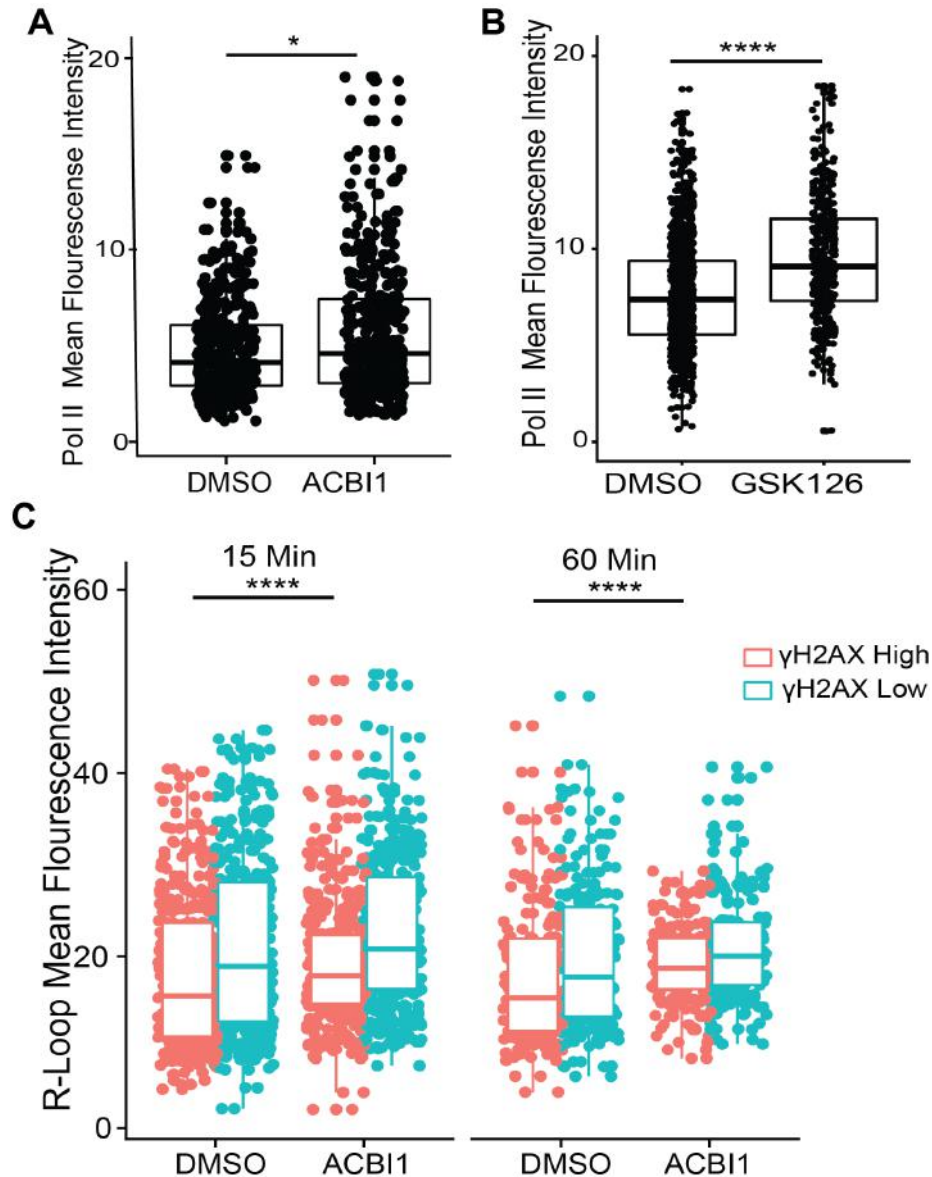 A
Pol II Mean Flourescense Intensity
20
10
0
*
DMSO
ACBI1
B
Pol II Mean Flourescense Intensity
20
10
0
****
DMSO
GSK126
C
R-Loop Mean Flourescence Intensity
60
40
20
0
15 Min
****
60 Min
****
γH2AX High
γH2AX Low
DMSO
ACBI1
DMSO
ACBI1